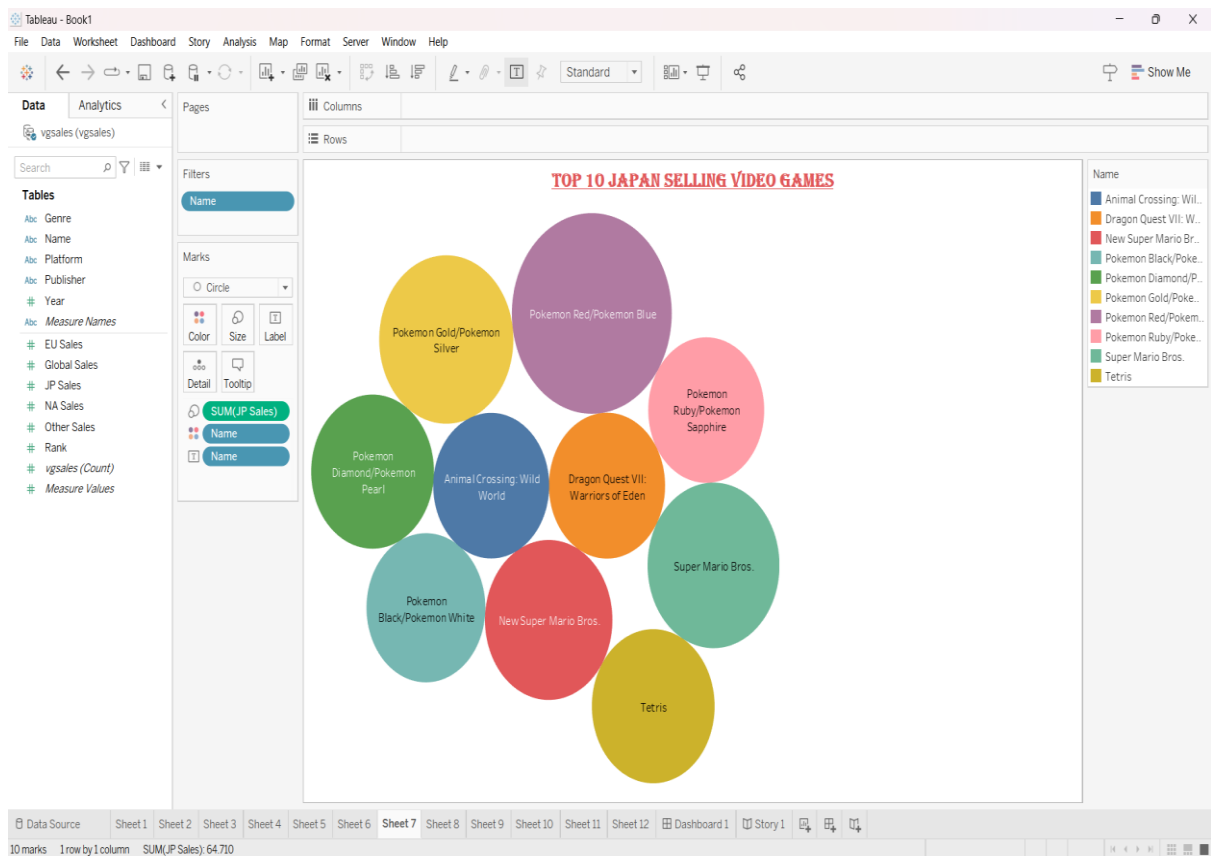 Tableau - Book1
File Data Worksheet Dashboard Story Analysis Map Format Server Window Help
Standard
Show Me
Data Analytics
Pages
Columns
vgsales (vgsales)
Rows
Search
Filters
Name
Tables
Abc Genre
Abc Name
Abc Platform
Abc Publisher
# Year
Abc Measure Names
# EU Sales
# Global Sales
# JP Sales
# NA Sales
# Other Sales
# Rank
# vgsales (Count)
# Measure Values
Marks
Circle
Color Size Label
Detail Tooltip
SUM(JP Sales)
Name
Name
TOP 10 JAPAN SELLING VIDEO GAMES
Pokemon Red/Pokemon Blue
Pokemon Gold/Pokemon
Silver
Pokemon
Ruby/Pokemon
Sapphire
Pokemon
Diamond/Pokemon
Pearl
Animal Crossing: Wild
World
Dragon Quest VII:
Warriors of Eden
Super Mario Bros.
Pokemon
Black/Pokemon White
New Super Mario Bros.
Tetris
Name
Animal Crossing: Wil..
Dragon Quest VII: W..
New Super Mario Br..
Pokemon Black/Poke..
Pokemon Diamond/P..
Pokemon Gold/Poke..
Pokemon Red/Pokem..
Pokemon Ruby/Poke..
Super Mario Bros.
Tetris
Data Source Sheet 1 Sheet 2 Sheet 3 Sheet 4 Sheet 5 Sheet 6 Sheet 7 Sheet 8 Sheet 9 Sheet 10 Sheet 11 Sheet 12 Dashboard 1 Story 1
10 marks 1 row by 1 column SUM(JP Sales): 64.710